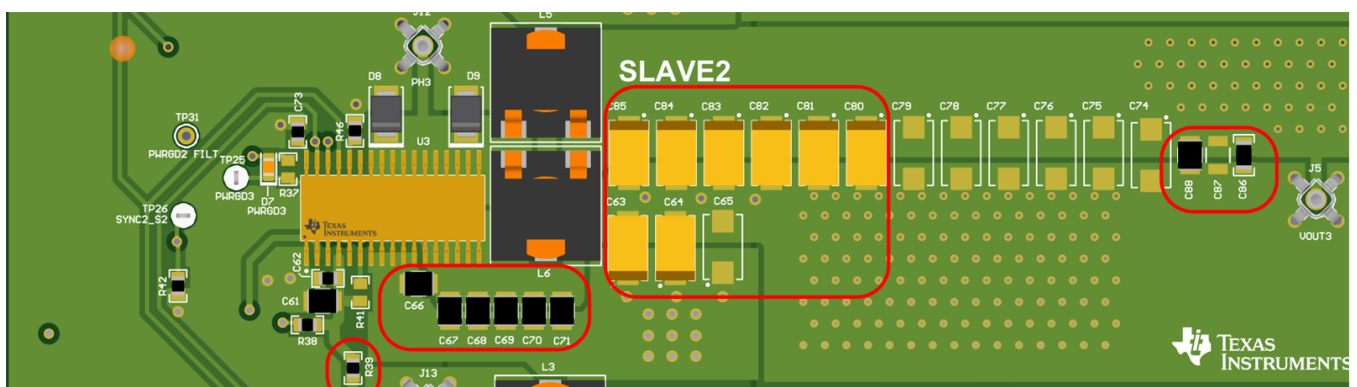 J12
L5
SLAVE2
D8
D9
PH3
C73
C85
C84
C83
C82
C81
C80
C79
C78
C77
C76
C75
C74
TP31
R46
U3
PWRGD2 FILT
TP25
R37
PWRGD3
D7
PWRGD3
C88
C87
C86
J5
TP26
SYNC2_S2
C63
C64
C65
VOUT3
TEXAS
INSTRUMENTS
C62
L6
R42
C61
R41
C66
R38
C67
C68
C69
C70
C71
R39
TEXAS
INSTRUMENTS
J13
L3